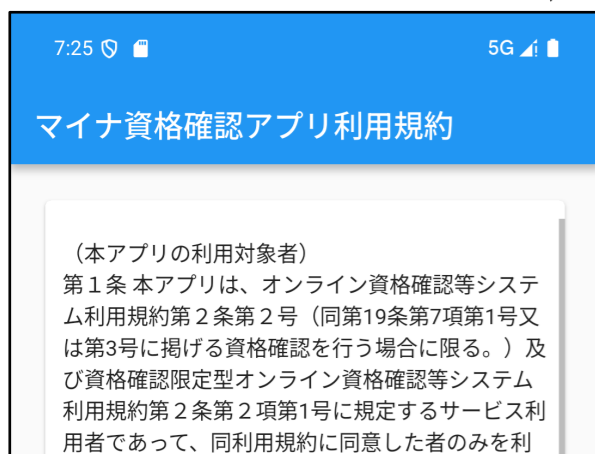 7:25 5G
マイナ資格確認アプリ利用規約
（本アプリの利用対象者）
第１条 本アプリは、オンライン資格確認等システ
ム利用規約第２条第２号（同第19条第7項第1号又
は第3号に掲げる資格確認を行う場合に限る。）及
び資格確認限定型オンライン資格確認等システム
利用規約第２条第２項第1号に規定するサービス利
用者であって、同利用規約に同意した者のみを利